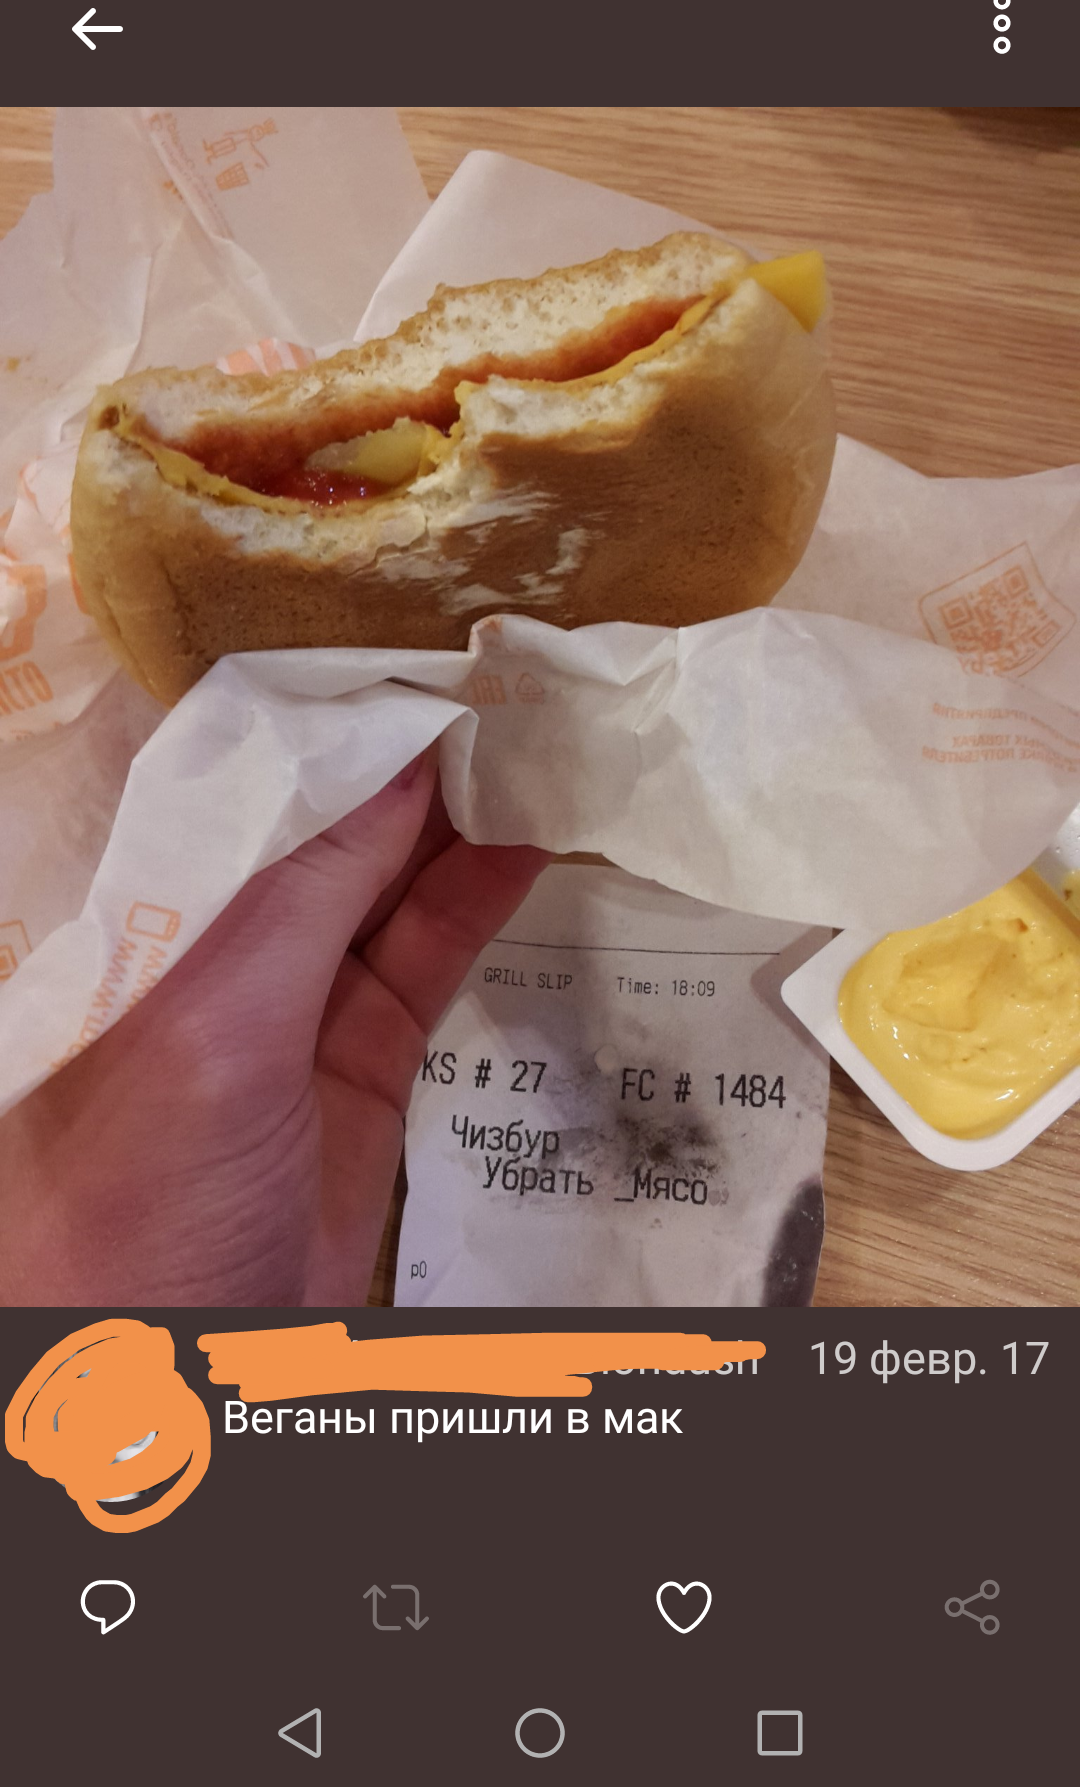 GRILL SLIP Time: 18:09
KS # 27 FC # 1484
Чизбур
Убрать _Мясо
p0
19 февр. 17
Веганы пришли в мак